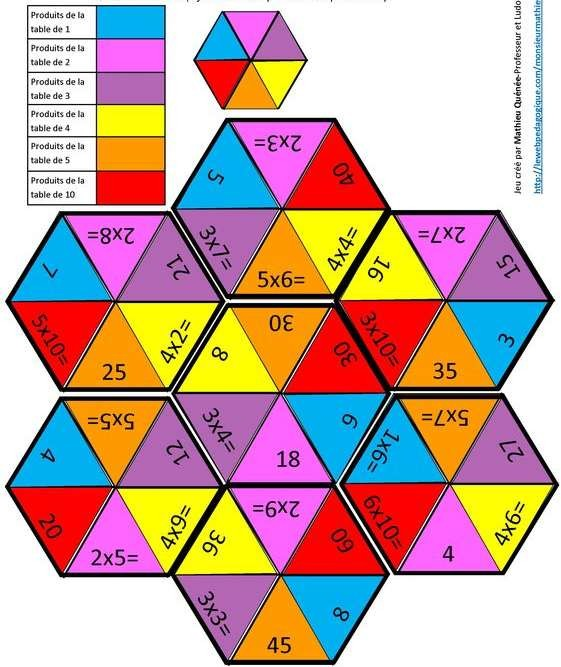 Produits de la
table de 1
Produits de la
table de 2
Produits de la
table de 3
Produits de la
table de 4
Produits de la
table de 5
Produits de la
table de 10
Jeu créé par Mathieu Quénée-Professeur et Ludo
http://lewebpedagogique.com/monsieurmathie
2x3=
5
40
3x7=
4x4=
5x6=
2x8=
7
21
5x10=
4x2=
25
2x7=
16
15
3x10=
3
35
30
8
30
3x4=
6
18
5x5=
4
12
20
4x9=
2x5=
5x7=
1x6=
27
6x10=
4x6=
4
2x9=
36
60
3x3=
8
45